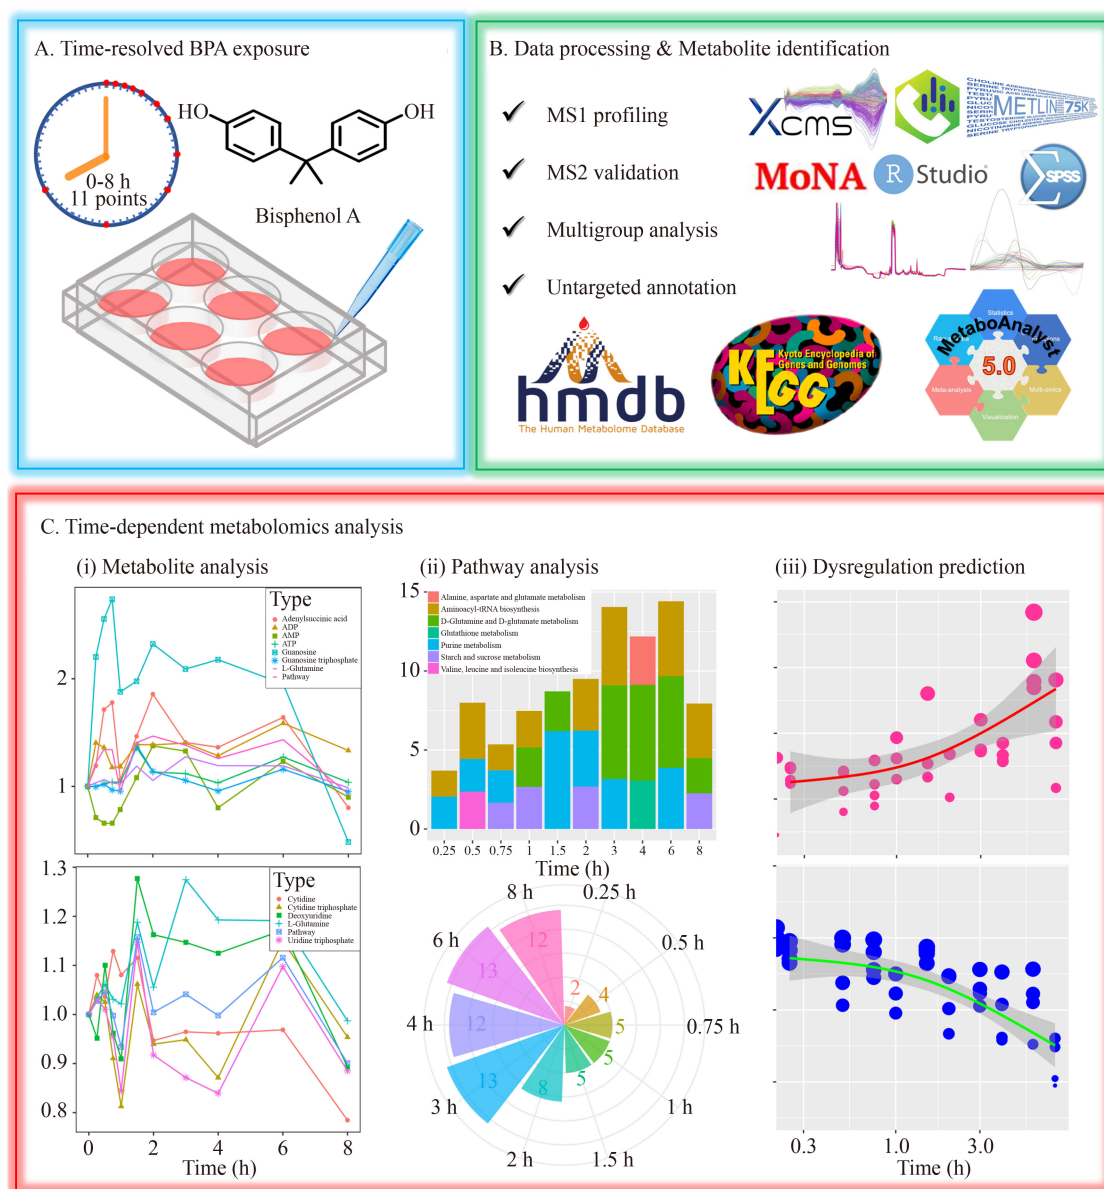 A. Time-resolved BPA exposure
HO
OH
0-8 h
11 points
Bisphenol A
B. Data processing & Metabolite identification
✓ MS1 profiling
✓ MS2 validation
✓ Multigroup analysis
✓ Untargeted annotation
Xcms
METLIN 75K
MoNA
R Studio
Σ SPSS
hmdb
The Human Metabolome Database
KEGG
Kyoto Encyclopedia of
Genes and Genomes
MetaboAnalyst
5.0
Statistics
Meta-analysis
Multi-omics
Visualization
C. Time-dependent metabolomics analysis
(i) Metabolite analysis
Type
Adenylsuccinic acid
ADP
AMP
ATP
Guanosine
Guanosine triphosphate
L-Glutamine
Pathway
2
1
Type
Cytidine
Cytidine triphosphate
Deoxyuridine
L-Glutamine
Pathway
Uridine triphosphate
1.3
1.2
1.1
1.0
0.9
0.8
0 2 4 6 8
Time (h)
(ii) Pathway analysis
Alanine, aspartate and glutamate metabolism
Aminoacyl-tRNA biosynthesis
D-Glutamine and D-glutamate metabolism
Glutathione metabolism
Purine metabolism
Starch and sucrose metabolism
Valine, leucine and isoleucine biosynthesis
15
10
5
0
0.25 0.5 0.75 1 1.5 2 3 4 6 8
Time (h)
8 h
0.25 h
6 h
0.5 h
4 h
0.75 h
3 h
1 h
2 h
1.5 h
12
13
12
13
8
2
4
5
5
5
(iii) Dysregulation prediction
0.3 1.0 3.0
Time (h)